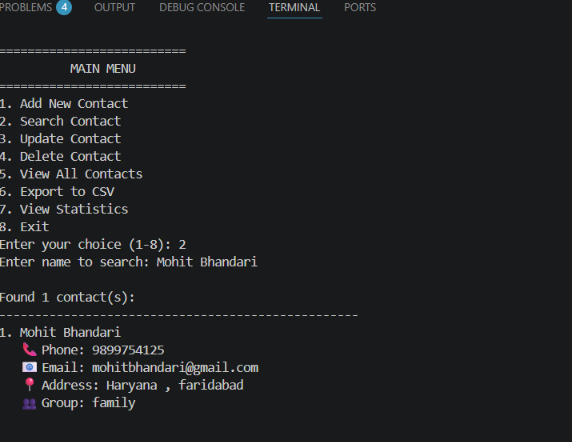 PROBLEMS 4 OUTPUT DEBUG CONSOLE TERMINAL PORTS
==========================
MAIN MENU
==========================
1. Add New Contact
2. Search Contact
3. Update Contact
4. Delete Contact
5. View All Contacts
6. Export to CSV
7. View Statistics
8. Exit
Enter your choice (1-8): 2
Enter name to search: Mohit Bhandari
Found 1 contact(s):
--------------------------------------------------
1. Mohit Bhandari
📞 Phone: 9899754125
📧 Email: mohitbhandari@gmail.com
📍 Address: Haryana , faridabad
👥 Group: family